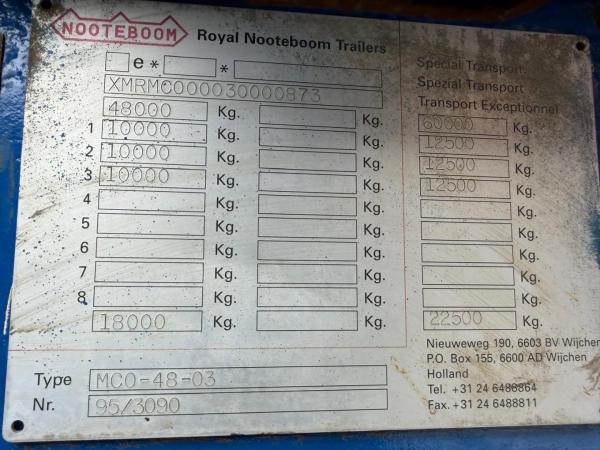 NOOTEBOOM Royal Nooteboom Trailers
e* *
Special Transport
Spezial Transport
Transport Exceptionnel
XMRMC0000030000873
48000 Kg. Kg. 60000 Kg.
1 10000 Kg. Kg. 12500 Kg.
2 10000 Kg. Kg. 12500 Kg.
3 10000 Kg. Kg. 12500 Kg.
4 Kg. Kg. Kg.
5 Kg. Kg. Kg.
6 Kg. Kg. Kg.
7 Kg. Kg. Kg.
8 Kg. Kg. Kg.
18000 Kg. Kg. 22500 Kg.
Type MCO-48-03
Nr. 95/3090
Nieuweweg 190, 6603 BV Wijchen
P.O. Box 155, 6600 AD Wijchen
Holland
Tel. +31 24 6488864
Fax. +31 24 6488811